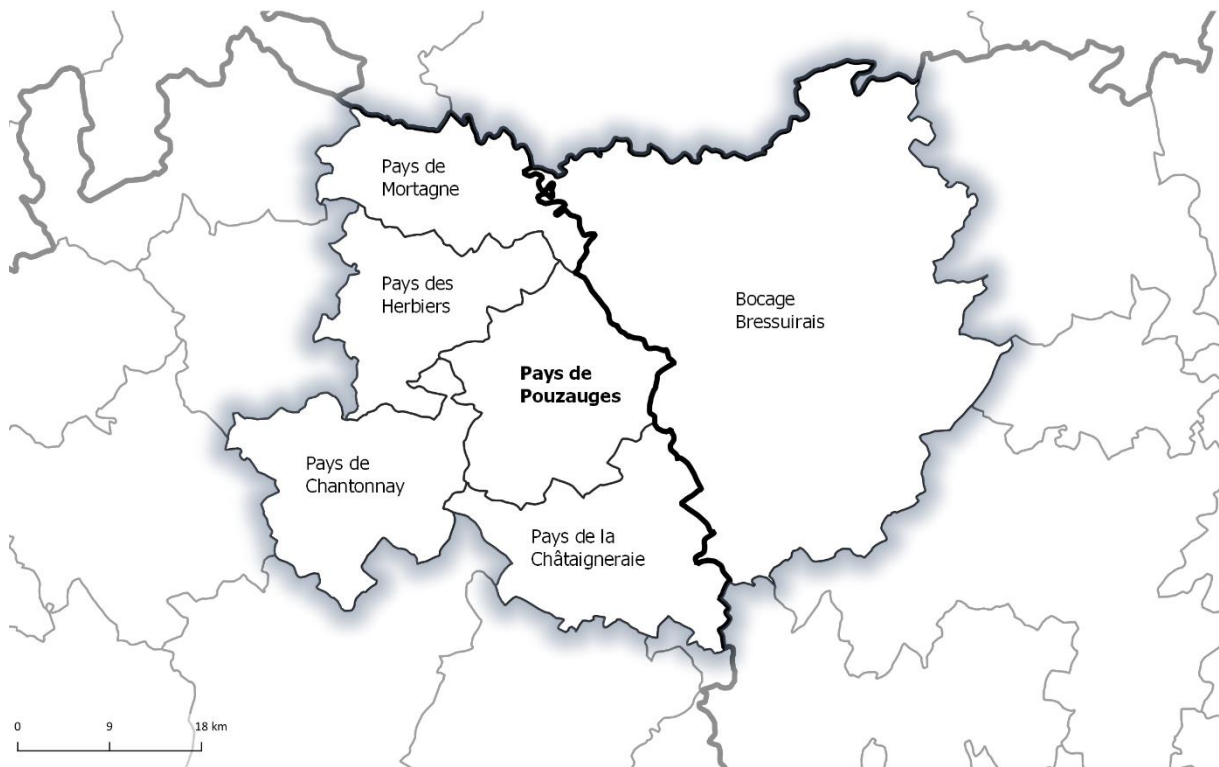 Pays de
Mortagne
Pays des
Herbiers
Bocage
Bressuirais
Pays de
Pouzauges
Pays de
Chantonnay
Pays de la
Châtaigneraie
0 9 18 km